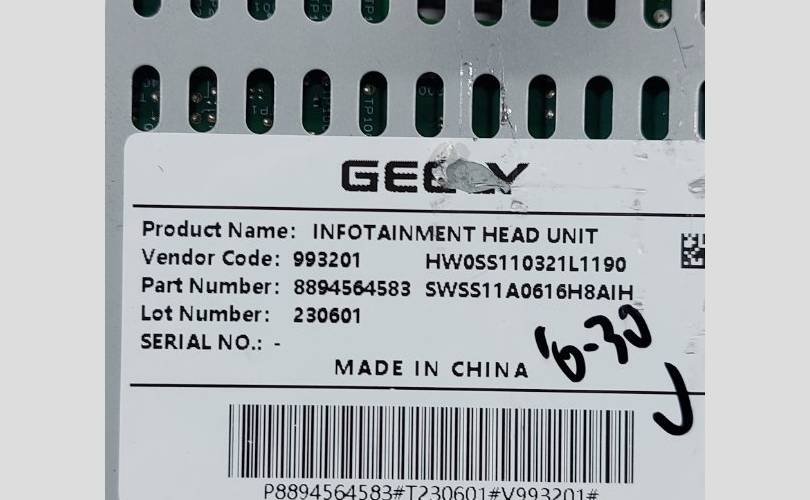 GEELY
Product Name: INFOTAINMENT HEAD UNIT
Vendor Code: 993201 HW0SS110321L1190
Part Number: 8894564583 SWSS11A0616H8AIH
Lot Number: 230601
SERIAL NO.: -
MADE IN CHINA
6-30
P8894564583#T230601#V993201#